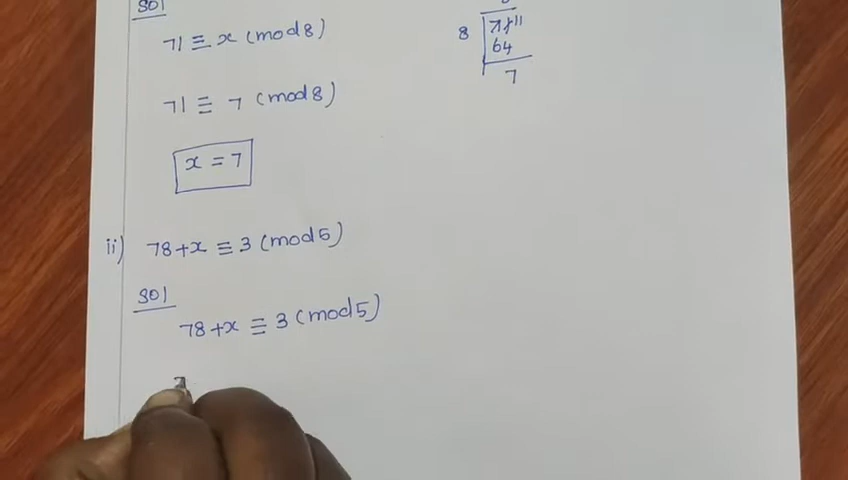 Sol
71 ≡ x (mod 8)
8 71
64
7
71 ≡ 7 (mod 8)
x = 7
ii) 78+x ≡ 3 (mod 5)
Sol
78+x ≡ 3 (mod 5)
7